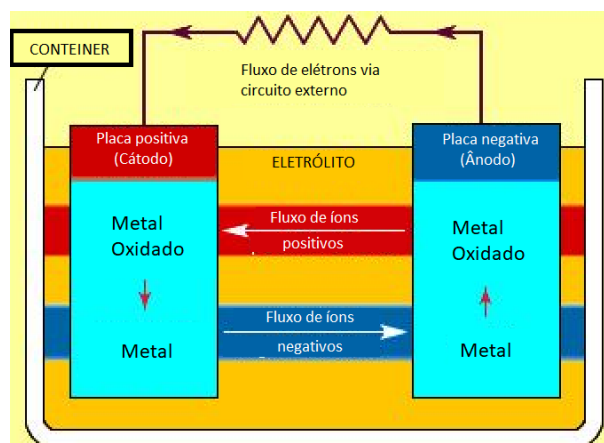 CONTEINER
Fluxo de elétrons via
circuito externo
Placa positiva
(Cátodo)
ELETRÓLITO
Placa negativa
(Ânodo)
Metal
Oxidado
Fluxo de íons
positivos
Metal
Oxidado
Metal
Fluxo de íons
negativos
Metal